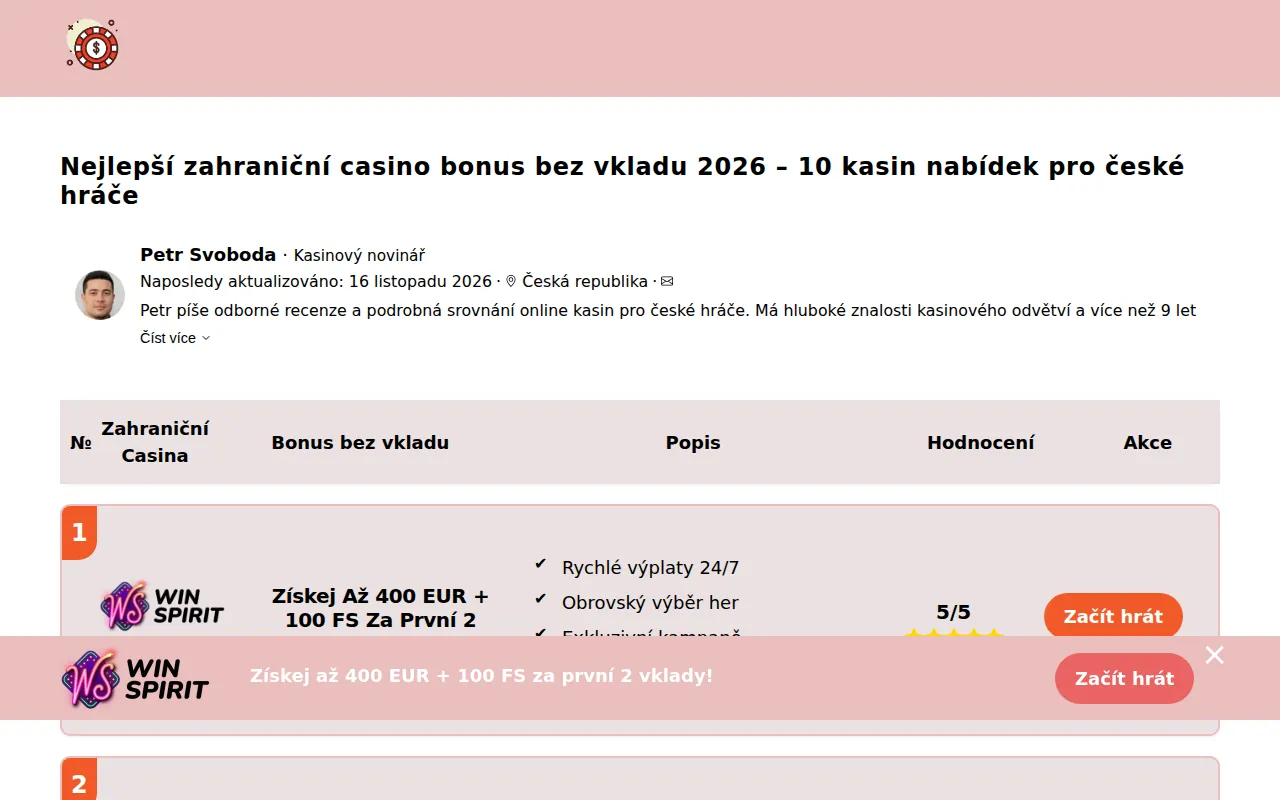 Nejlepší zahraniční casino bonus bez vkladu 2026 – 10 kasin nabídek pro české
hráče
Petr Svoboda · Kasinový novinář
Naposledy aktualizováno: 16 listopadu 2026 · Česká republika ·
Petr píše odborné recenze a podrobná srovnání online kasin pro české hráče. Má hluboké znalosti kasinového odvětví a více než 9 let
Číst více
№
Zahraniční
Casina
Bonus bez vkladu
Popis
Hodnocení
Akce
1
WIN
SPIRIT
Získej Až 400 EUR +
100 FS Za První 2
✔ Rychlé výplaty 24/7
✔ Obrovský výběr her
✔ Exkluzivní kampaně
5/5
Začít hrát
WS WIN
SPIRIT
Získej až 400 EUR + 100 FS za první 2 vklady!
Začít hrát
2